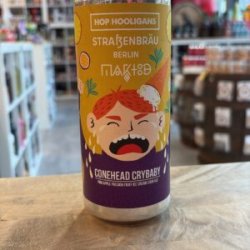 HOP HOOLIGANS
STRAßENBRÄU
BERLIN
CONEHEAD CRYBABY